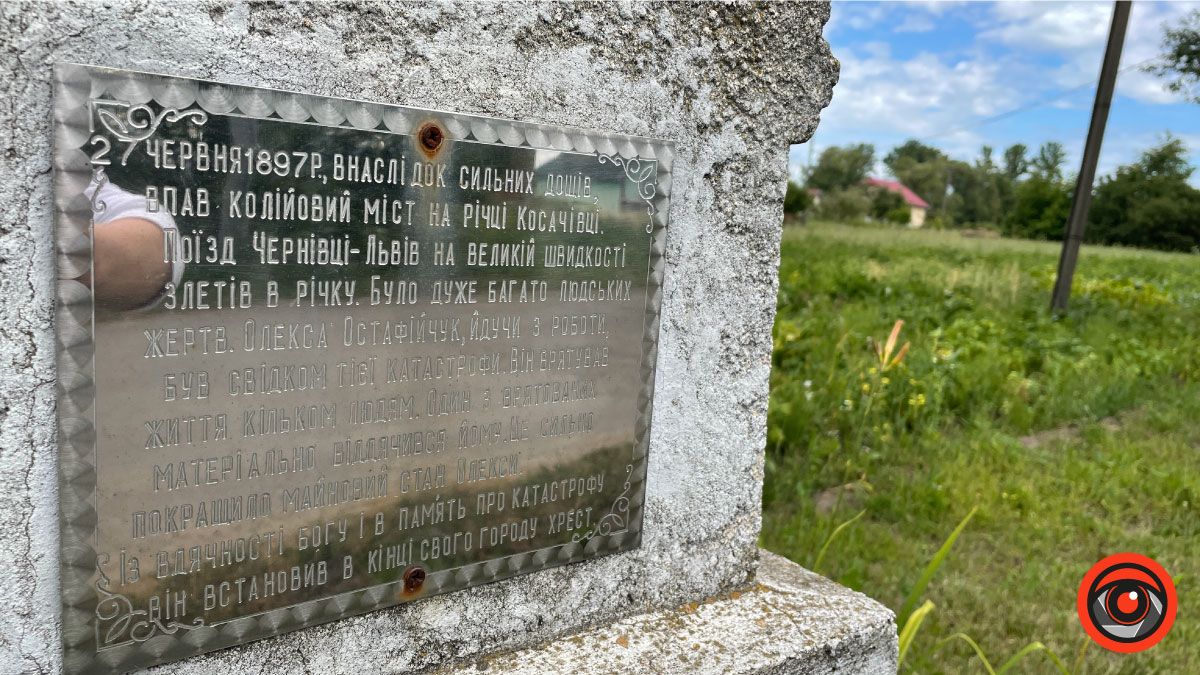 27 ЧЕРВНЯ 1897Р., ВНАСЛІДОК СИЛЬНИХ ДОЩІВ,
ВПАВ КОЛІЙОВИЙ МІСТ НА РІЧЦІ КОСАЧІВЦІ.
ПОЇЗД ЧЕРНІВЦІ-ЛЬВІВ НА ВЕЛИКІЙ ШВИДКОСТІ
ЗЛЕТІВ В РІЧКУ. БУЛО ДУЖЕ БАГАТО ЛЮДСЬКИХ
ЖЕРТВ. ОЛЕКСА ОСТАФІЙЧУК, ЙДУЧИ З РОБОТИ,
БУВ СВІДКОМ ТІЄЇ КАТАСТРОФИ. ВІН ВРЯТУВАВ
ЖИТТЯ КІЛЬКОМ ЛЮДЯМ. ОДИН З ВРЯТОВАНИХ
МАТЕРІАЛЬНО ВІДДЯЧИВСЯ ЙОМУ. ЦЕ СИЛЬНО
ПОКРАЩИЛО МАЙНОВИЙ СТАН ОЛЕКСИ.
ІЗ ВДЯЧНОСТІ БОГУ І В ПАМ'ЯТЬ ПРО КАТАСТРОФУ
ВІН ВСТАНОВИВ В КІНЦІ СВОГО ГОРОДУ ХРЕСТ.